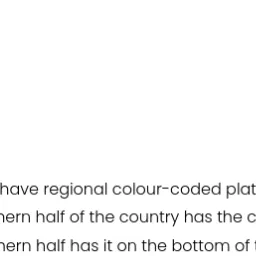 have regional colour-coded plat
hern half of the country has the c
hern half has it on the bottom of